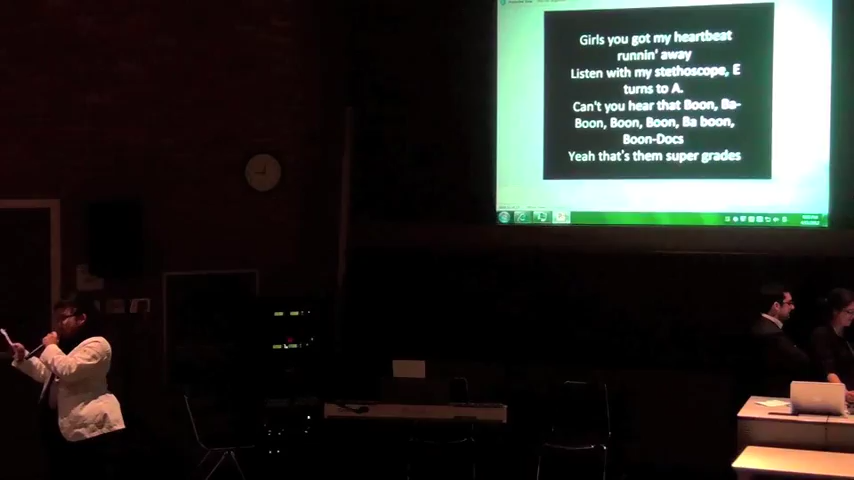 Girls you got my heartbeat
runnin' away
Listen with my stethoscope, E
turns to A.
Can't you hear that Boon, Ba-
Boon, Boon, Boon, Ba boon,
Boon-Docs
Yeah that's them super grades